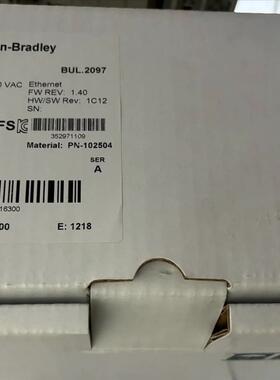 n-Bradley
BUL.2097
0 VAC Ethernet
FW REV: 1.40
HW/SW Rev: 1C12
SN:
FS
352971109
Material: PN-102504
SER
A
16300
00 E: 1218